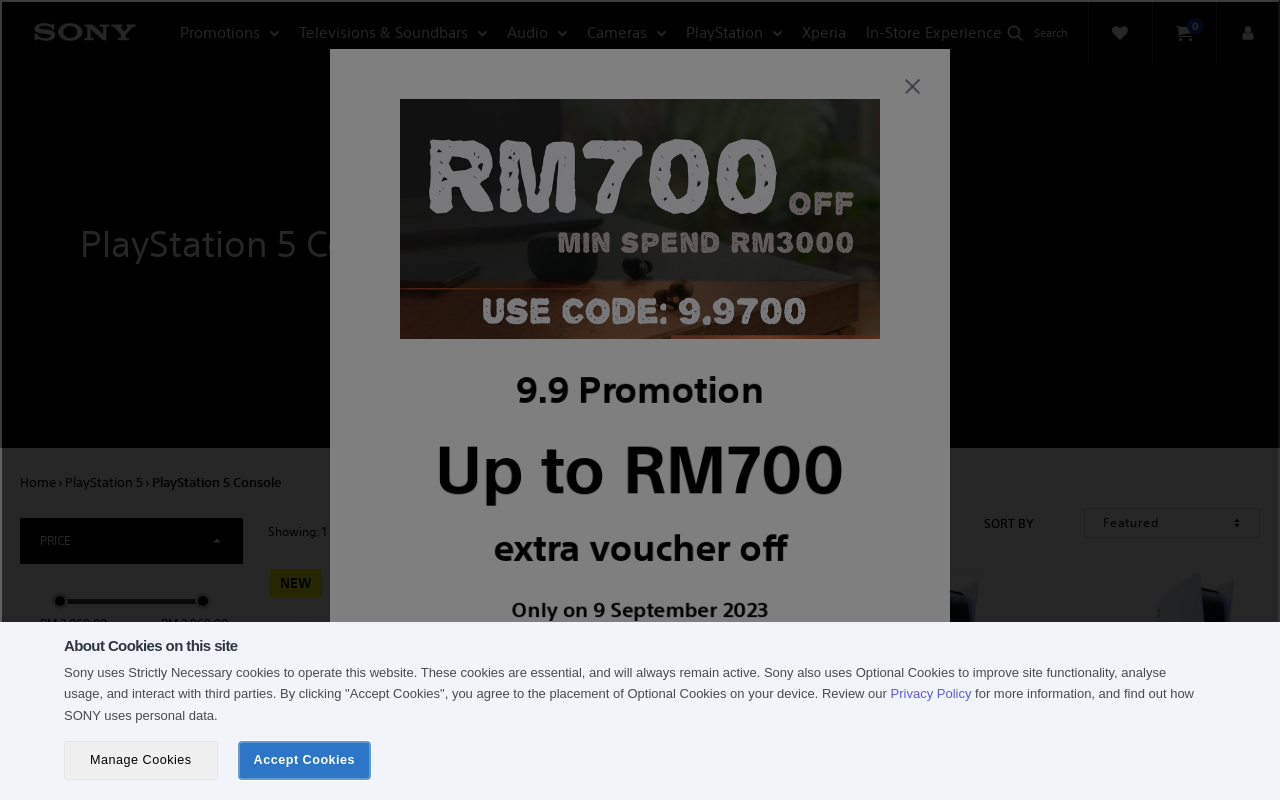 SONY
Promotions
Televisions & Soundbars
Audio
Cameras
PlayStation
Xperia
In-Store Experience
Search
0
RM700 OFF
MIN SPEND RM3000
USE CODE: 9.9700
PlayStation 5 Co
9.9 Promotion
Up to RM700
extra voucher off
Only on 9 September 2023
Home › PlayStation 5 › PlayStation 5 Console
PRICE
Showing: 1
SORT BY
Featured
NEW
About Cookies on this site
Sony uses Strictly Necessary cookies to operate this website. These cookies are essential, and will always remain active. Sony also uses Optional Cookies to improve site functionality, analyse
usage, and interact with third parties. By clicking "Accept Cookies", you agree to the placement of Optional Cookies on your device. Review our Privacy Policy for more information, and find out how
SONY uses personal data.
Manage Cookies
Accept Cookies